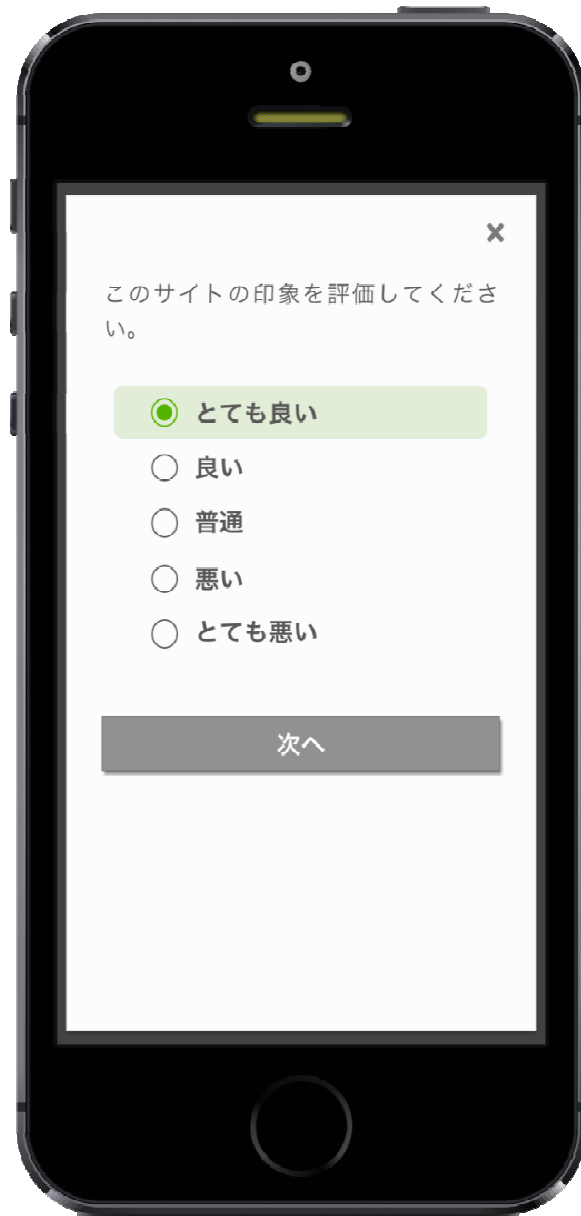 ×
このサイトの印象を評価してくださ
い。
とても良い
良い
普通
悪い
とても悪い
次へ